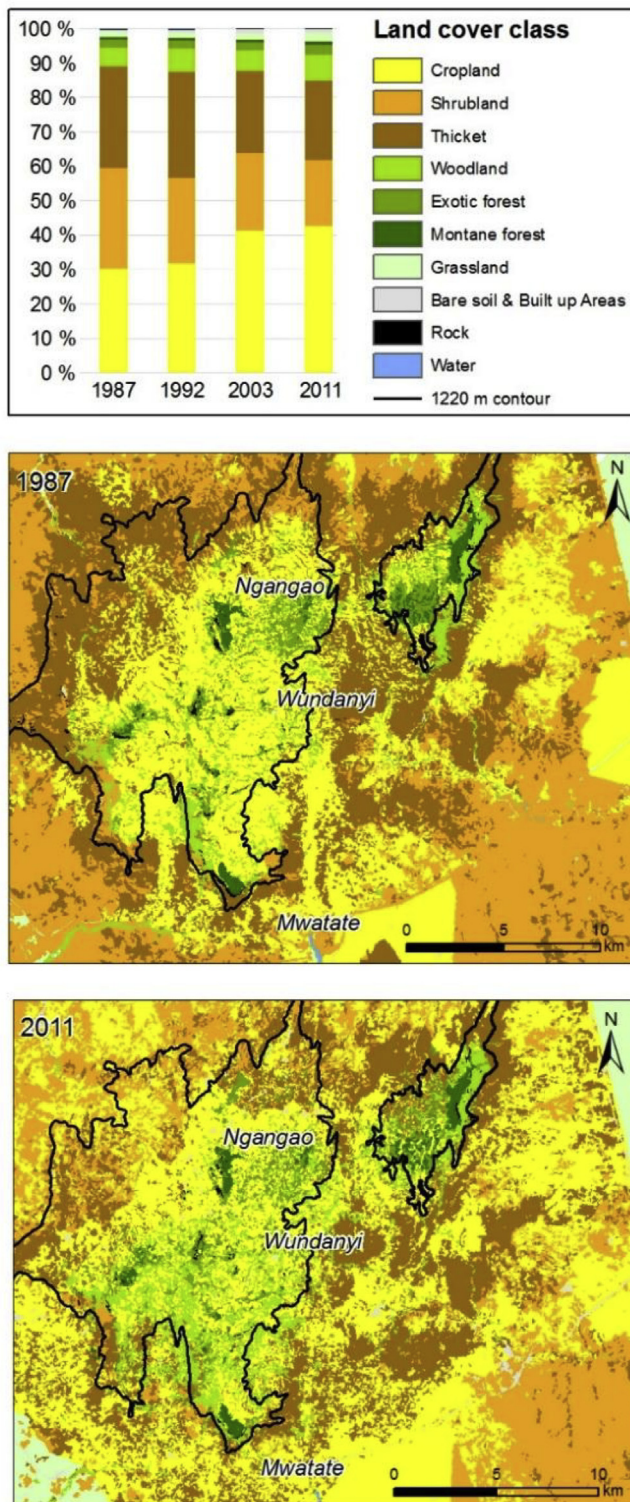 100 %
90 %
80 %
70 %
60 %
50 %
40 %
30 %
20 %
10 %
0 %
1987 1992 2003 2011
Land cover class
Cropland
Shrubland
Thicket
Woodland
Exotic forest
Montane forest
Grassland
Bare soil & Built up Areas
Rock
Water
1220 m contour
1987
N
Ngangao
Wundanyi
Mwatate
0 5 10
km
2011
N
Ngangao
Wundanyi
Mwatate
0 5 10
km